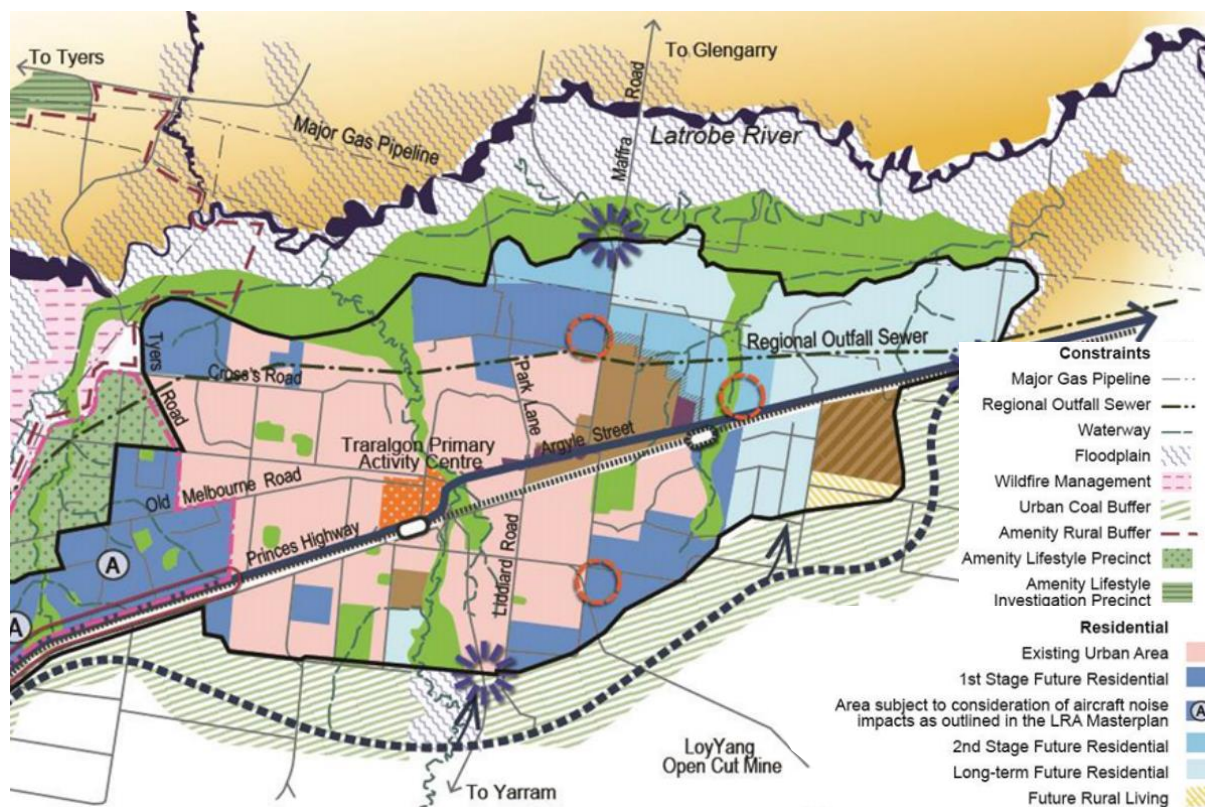 To Tyers
To Glengarry
Maffra Road
Major Gas Pipeline
Latrobe River
Tyers Road
Cross's Road
Park Lane
Regional Outfall Sewer
Traralgon Primary
Activity Centre
Argyle Street
Old Melbourne Road
Princes Highway
Liddiard Road
A
A
LoyYang
Open Cut Mine
To Yarram
Constraints
Major Gas Pipeline
Regional Outfall Sewer
Waterway
Floodplain
Wildfire Management
Urban Coal Buffer
Amenity Rural Buffer
Amenity Lifestyle Precinct
Amenity Lifestyle
Investigation Precinct
Residential
Existing Urban Area
1st Stage Future Residential
Area subject to consideration of aircraft noise
impacts as outlined in the LRA Masterplan
A
2nd Stage Future Residential
Long-term Future Residential
Future Rural Living